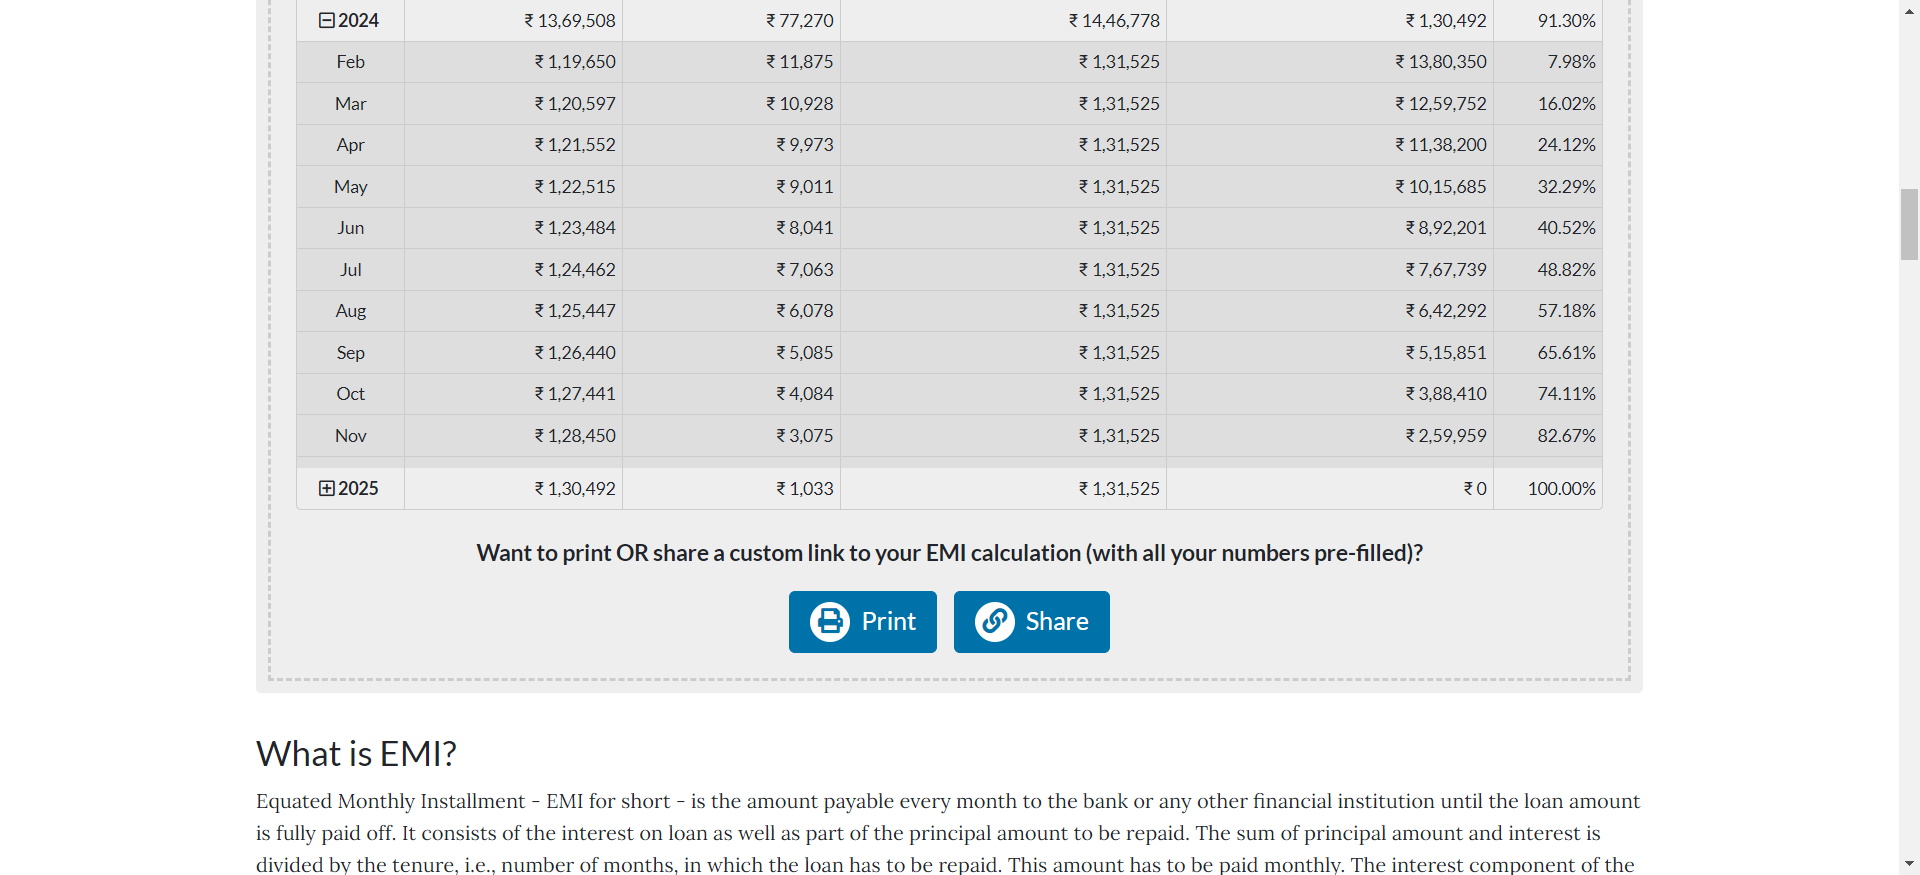 2024 ₹ 13,69,508 ₹ 77,270 ₹ 14,46,778 ₹ 1,30,492 91.30%
Feb ₹ 1,19,650 ₹ 11,875 ₹ 1,31,525 ₹ 13,80,350 7.98%
Mar ₹ 1,20,597 ₹ 10,928 ₹ 1,31,525 ₹ 12,59,752 16.02%
Apr ₹ 1,21,552 ₹ 9,973 ₹ 1,31,525 ₹ 11,38,200 24.12%
May ₹ 1,22,515 ₹ 9,011 ₹ 1,31,525 ₹ 10,15,685 32.29%
Jun ₹ 1,23,484 ₹ 8,041 ₹ 1,31,525 ₹ 8,92,201 40.52%
Jul ₹ 1,24,462 ₹ 7,063 ₹ 1,31,525 ₹ 7,67,739 48.82%
Aug ₹ 1,25,447 ₹ 6,078 ₹ 1,31,525 ₹ 6,42,292 57.18%
Sep ₹ 1,26,440 ₹ 5,085 ₹ 1,31,525 ₹ 5,15,851 65.61%
Oct ₹ 1,27,441 ₹ 4,084 ₹ 1,31,525 ₹ 3,88,410 74.11%
Nov ₹ 1,28,450 ₹ 3,075 ₹ 1,31,525 ₹ 2,59,959 82.67%
2025 ₹ 1,30,492 ₹ 1,033 ₹ 1,31,525 ₹ 0 100.00%
Want to print OR share a custom link to your EMI calculation (with all your numbers pre-filled)?
Print Share
What is EMI?
Equated Monthly Installment - EMI for short - is the amount payable every month to the bank or any other financial institution until the loan amount
is fully paid off. It consists of the interest on loan as well as part of the principal amount to be repaid. The sum of principal amount and interest is
divided by the tenure, i.e., number of months, in which the loan has to be repaid. This amount has to be paid monthly. The interest component of the